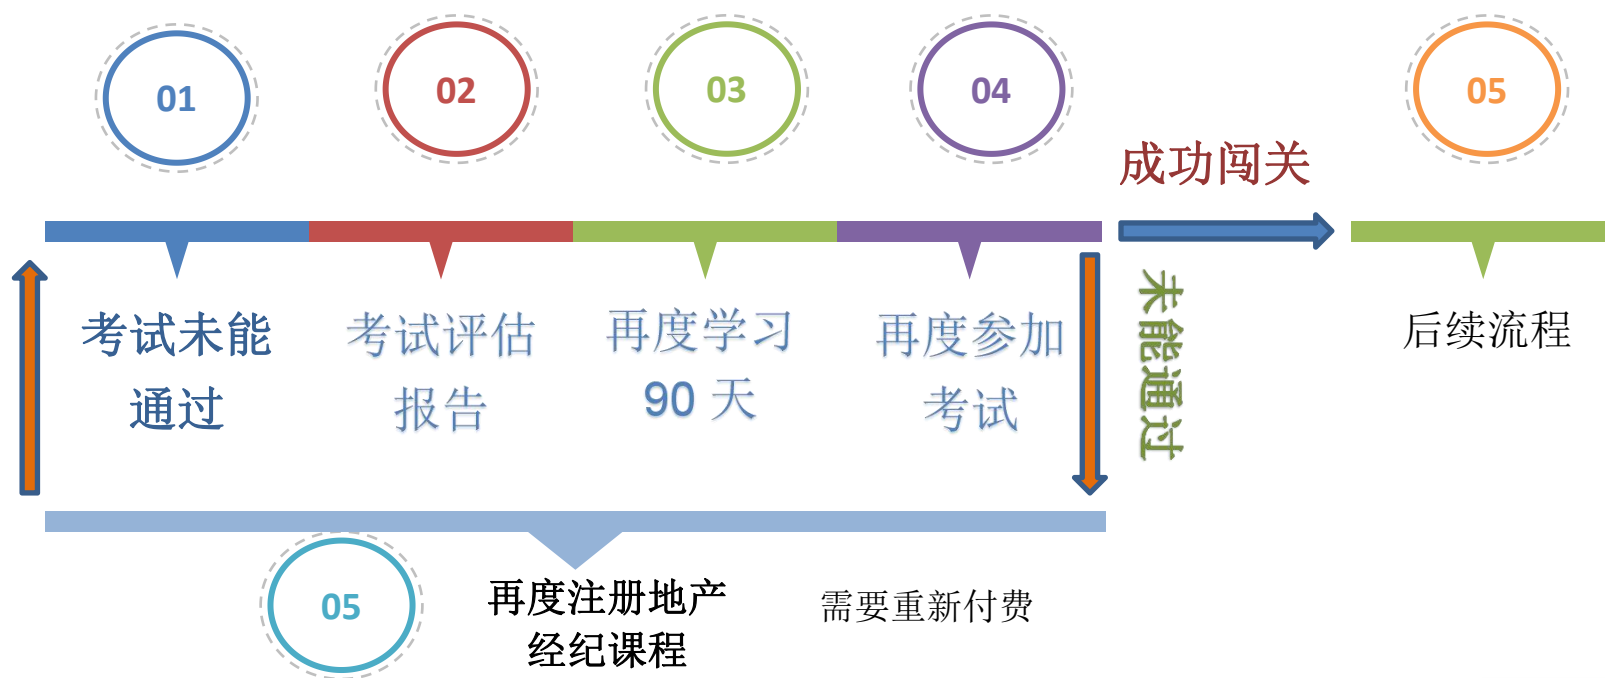 01
02
03
04
05
成功闯关
考试未能
通过
考试评估
报告
再度学习
90 天
再度参加
考试
未能通过
后续流程
05
再度注册地产
经纪课程
需要重新付费